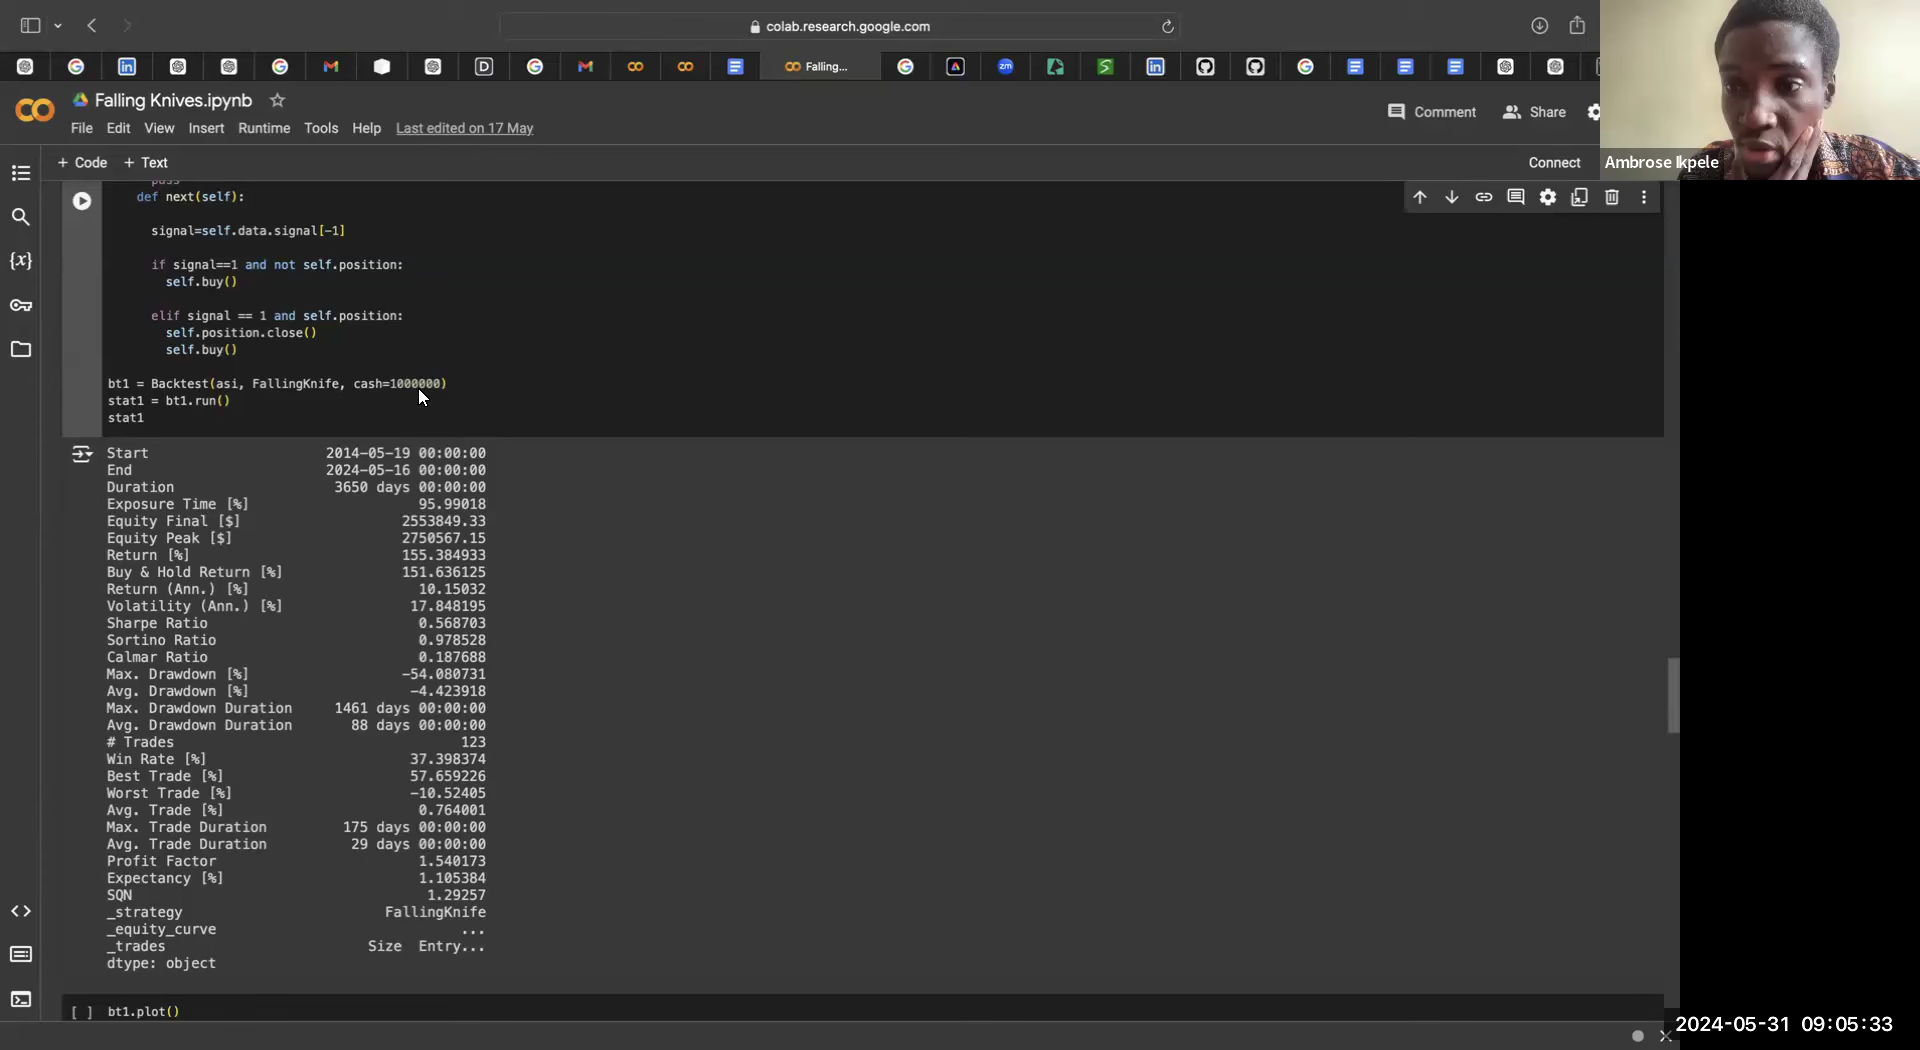 colab.research.google.com
Falling...
Falling Knives.ipynb
File Edit View Insert Runtime Tools Help Last edited on 17 May
Comment Share
Ambrose Ikpele
+ Code + Text
Connect
pass
def next(self):
signal=self.data.signal[-1]
if signal==1 and not self.position:
self.buy()
elif signal == 1 and self.position:
self.position.close()
self.buy()
bt1 = Backtest(asi, FallingKnife, cash=1000000)
stat1 = bt1.run()
stat1
Start 2014-05-19 00:00:00
End 2024-05-16 00:00:00
Duration 3650 days 00:00:00
Exposure Time [%] 95.99018
Equity Final [$] 2553849.33
Equity Peak [$] 2750567.15
Return [%] 155.384933
Buy & Hold Return [%] 151.636125
Return (Ann.) [%] 10.15032
Volatility (Ann.) [%] 17.848195
Sharpe Ratio 0.568703
Sortino Ratio 0.978528
Calmar Ratio 0.187688
Max. Drawdown [%] -54.080731
Avg. Drawdown [%] -4.423918
Max. Drawdown Duration 1461 days 00:00:00
Avg. Drawdown Duration 88 days 00:00:00
# Trades 123
Win Rate [%] 37.398374
Best Trade [%] 57.659226
Worst Trade [%] -10.52405
Avg. Trade [%] 0.764001
Max. Trade Duration 175 days 00:00:00
Avg. Trade Duration 29 days 00:00:00
Profit Factor 1.540173
Expectancy [%] 1.105384
SQN 1.29257
_strategy FallingKnife
_equity_curve ...
_trades Size Entry...
dtype: object
[ ] bt1.plot()
2024-05-31 09:05:33